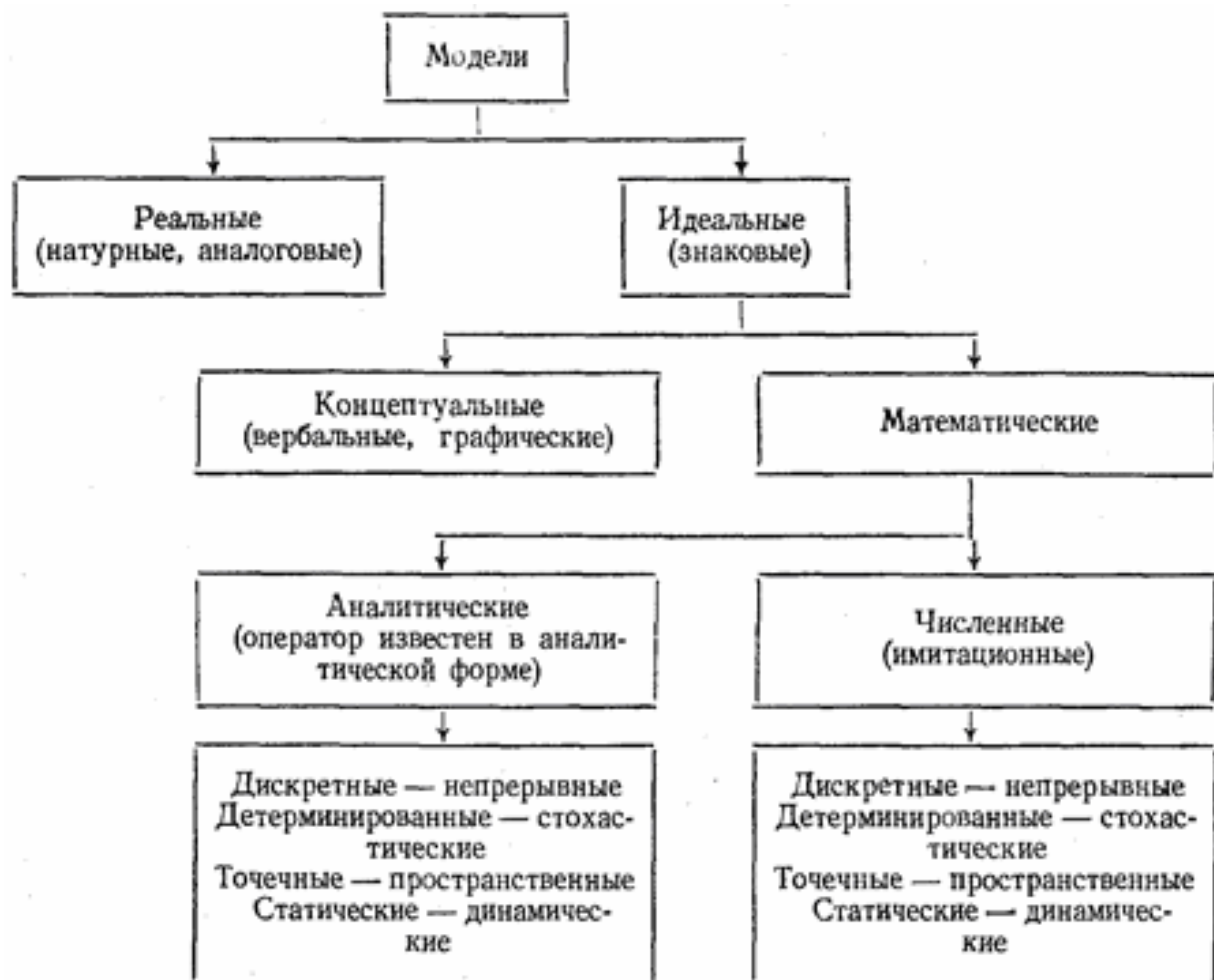 Модели
Реальные
(натурные, аналоговые)
Идеальные
(знаковые)
Концептуальные
(вербальные, графические)
Математические
Аналитические
(оператор известен в анали-
тической форме)
Численные
(имитационные)
Дискретные — непрерывные
Детерминированные — стохас-
тические
Точечные — пространственные
Статические — динамичес-
кие
Дискретные — непрерывные
Детерминированные — стохас-
тические
Точечные — пространственные
Статические — динамичес-
кие